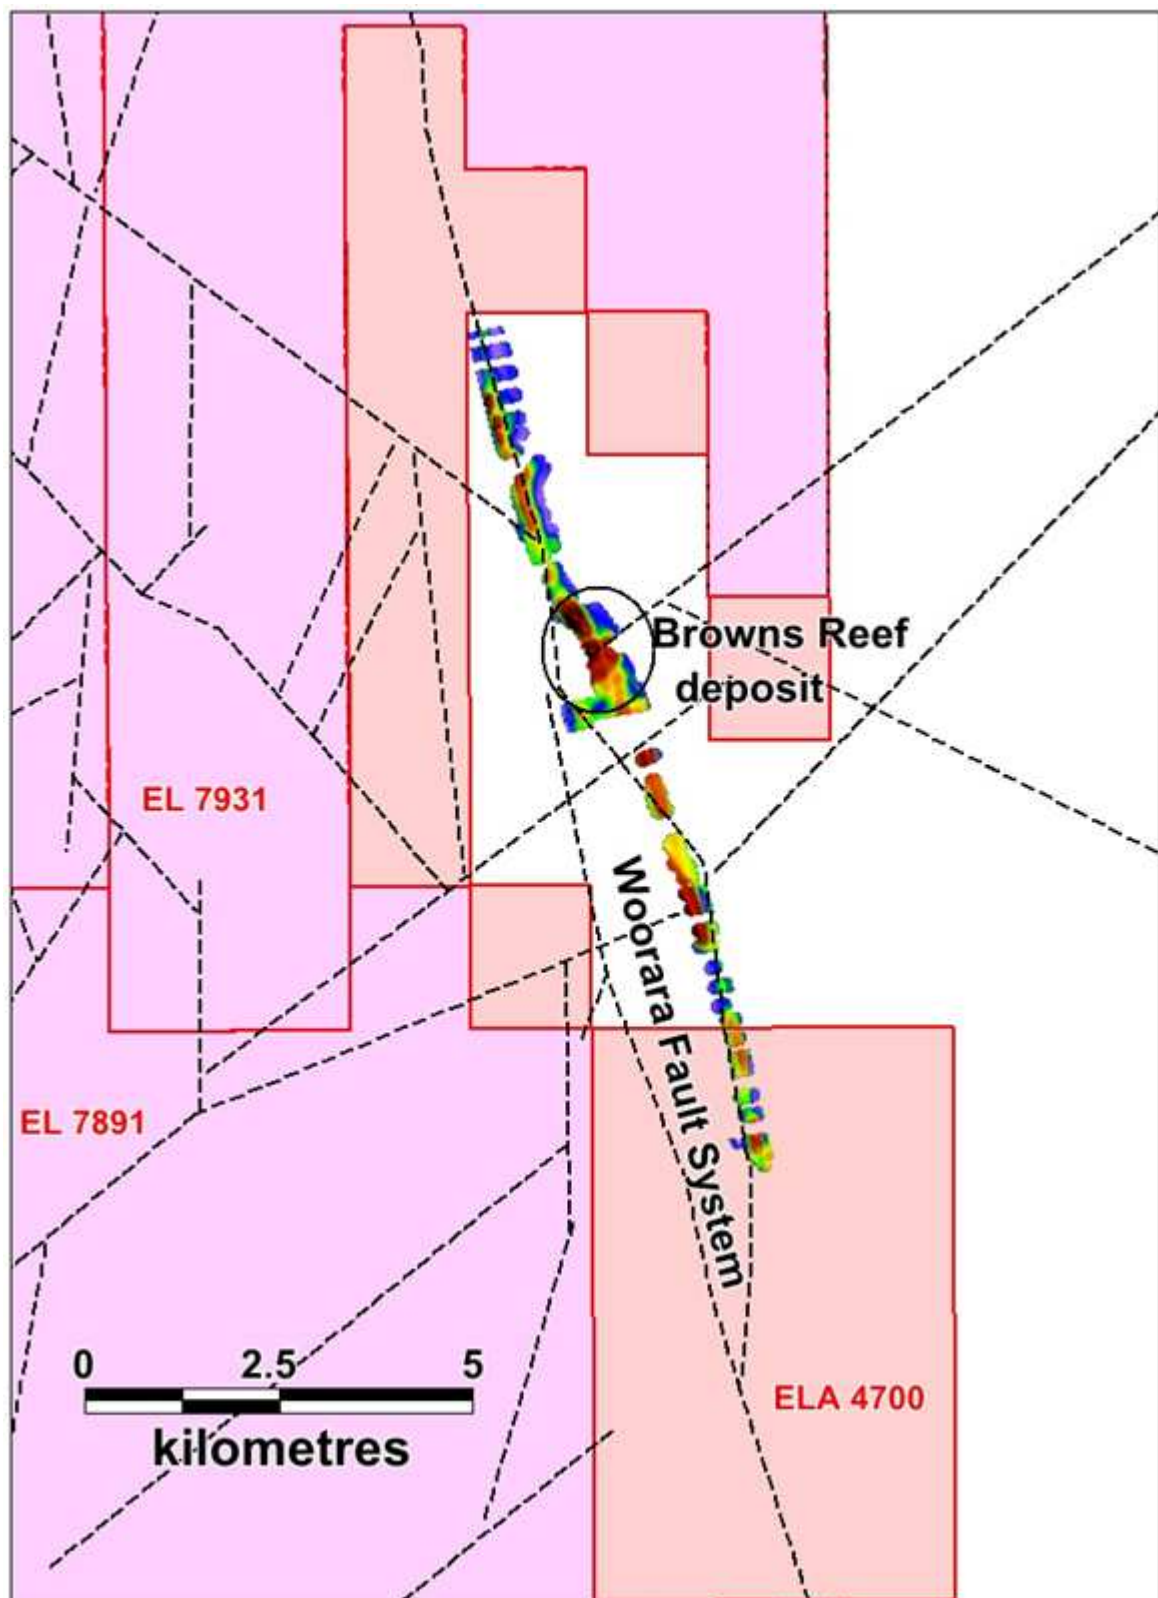 Browns Reef
deposit
EL 7931
Woorara Fault System
EL 7891
0 2.5 5
kilometres
ELA 4700